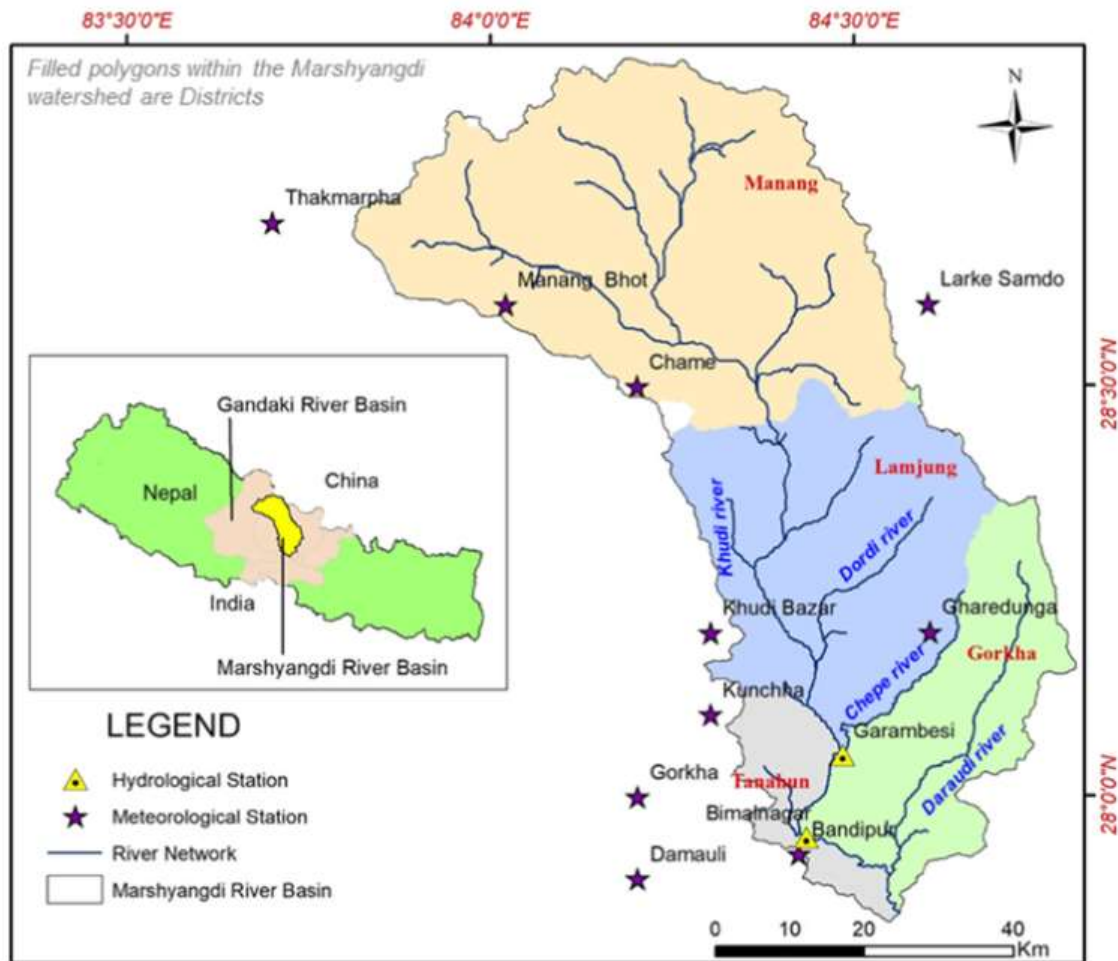 83°30'0"E
84°0'0"E
84°30'0"E
Filled polygons within the Marshyangdi
watershed are Districts
N
Manang
Thakmarpha
Manang Bhot
Larke Samdo
Chame
28°30'0"N
Gandaki River Basin
China
Nepal
India
Marshyangdi River Basin
Lamjung
Khudi river
Dordi river
Khudi Bazar
Gharedunga
Gorkha
Chepe river
Kunchha
Garambesi
LEGEND
Hydrological Station
Meteorological Station
River Network
Marshyangdi River Basin
Gorkha
Tanahun
Daraudi river
28°0'0"N
Bimalnagar
Bandipur
Damauli
0
10
20
40
Km